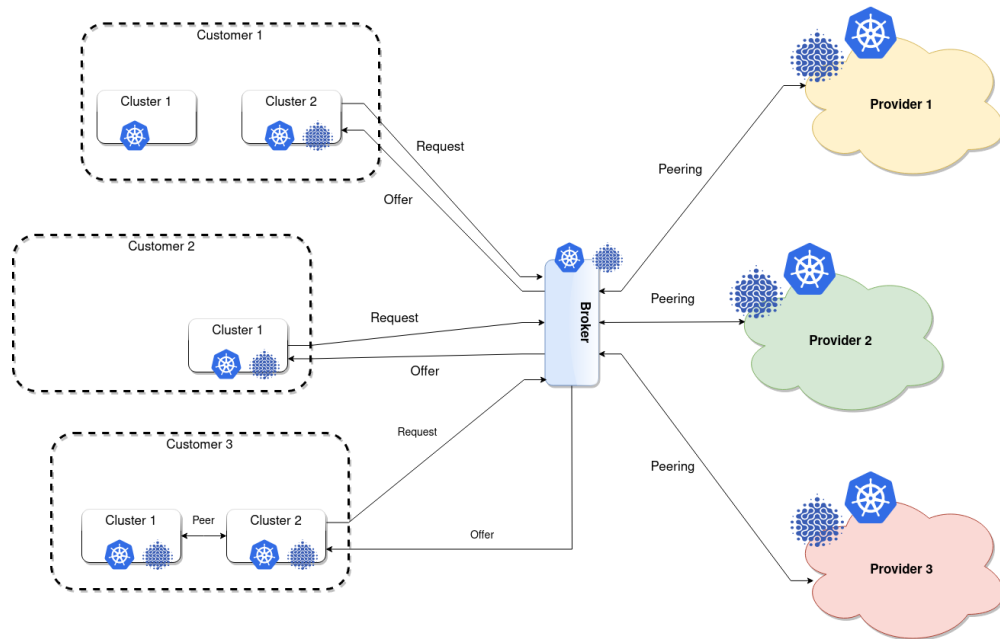 Customer 1
Cluster 1
Cluster 2
Request
Offer
Peering
Provider 1
Customer 2
Cluster 1
Request
Offer
Broker
Peering
Provider 2
Customer 3
Cluster 1
Peer
Cluster 2
Request
Offer
Peering
Provider 3